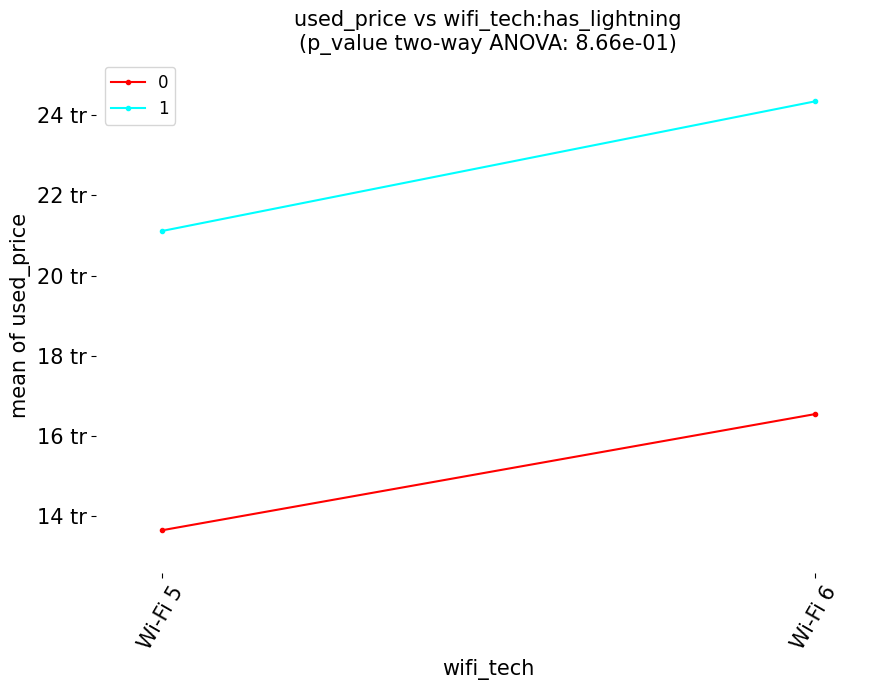 used_price vs wifi_tech:has_lightning
(p_value two-way ANOVA: 8.66e-01)
0
1
24 tr
22 tr
20 tr
18 tr
16 tr
14 tr
mean of used_price
Wi-Fi 5
Wi-Fi 6
wifi_tech